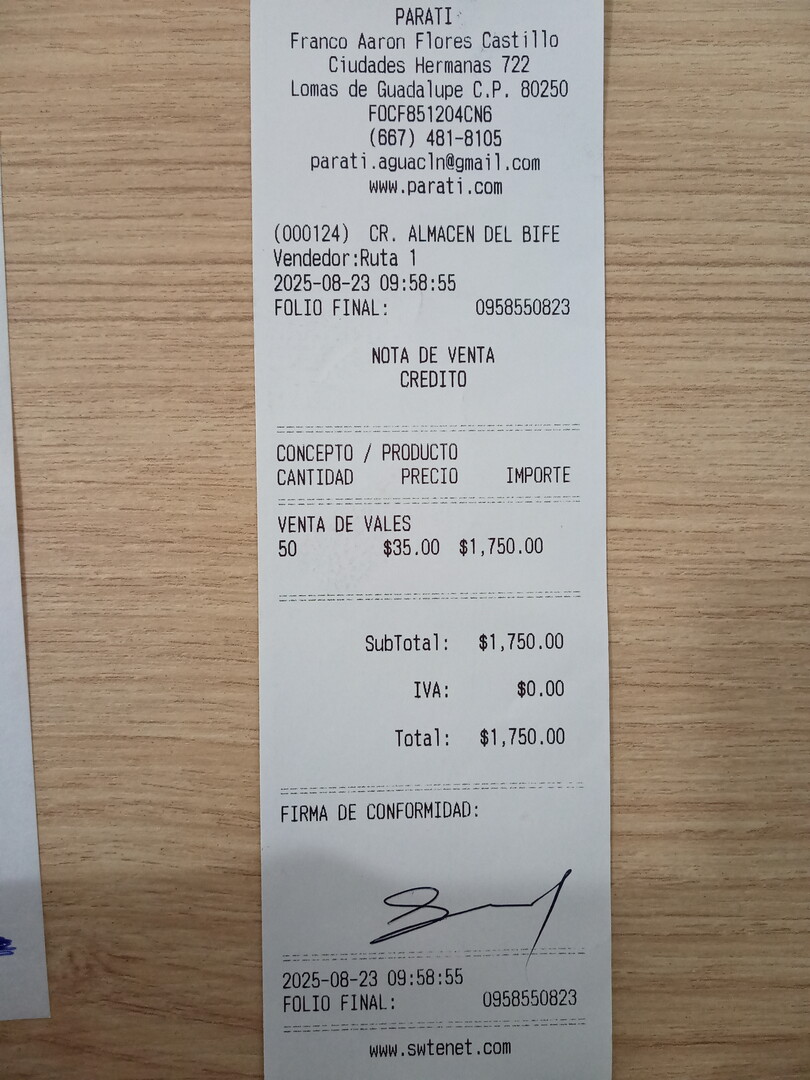 PARATI
Franco Aaron Flores Castillo
Ciudades Hermanas 722
Lomas de Guadalupe C.P. 80250
FOCF851204CN6
(667) 481-8105
parati.aguacln@gmail.com
www.parati.com
(000124) CR. ALMACEN DEL BIFE
Vendedor:Ruta 1
2025-08-23 09:58:55
FOLIO FINAL: 0958550823
NOTA DE VENTA
CREDITO
CONCEPTO / PRODUCTO
CANTIDAD PRECIO IMPORTE
VENTA DE VALES
50 $35.00 $1,750.00
SubTotal: $1,750.00
IVA: $0.00
Total: $1,750.00
FIRMA DE CONFORMIDAD:
2025-08-23 09:58:55
FOLIO FINAL: 0958550823
www.swtenet.com